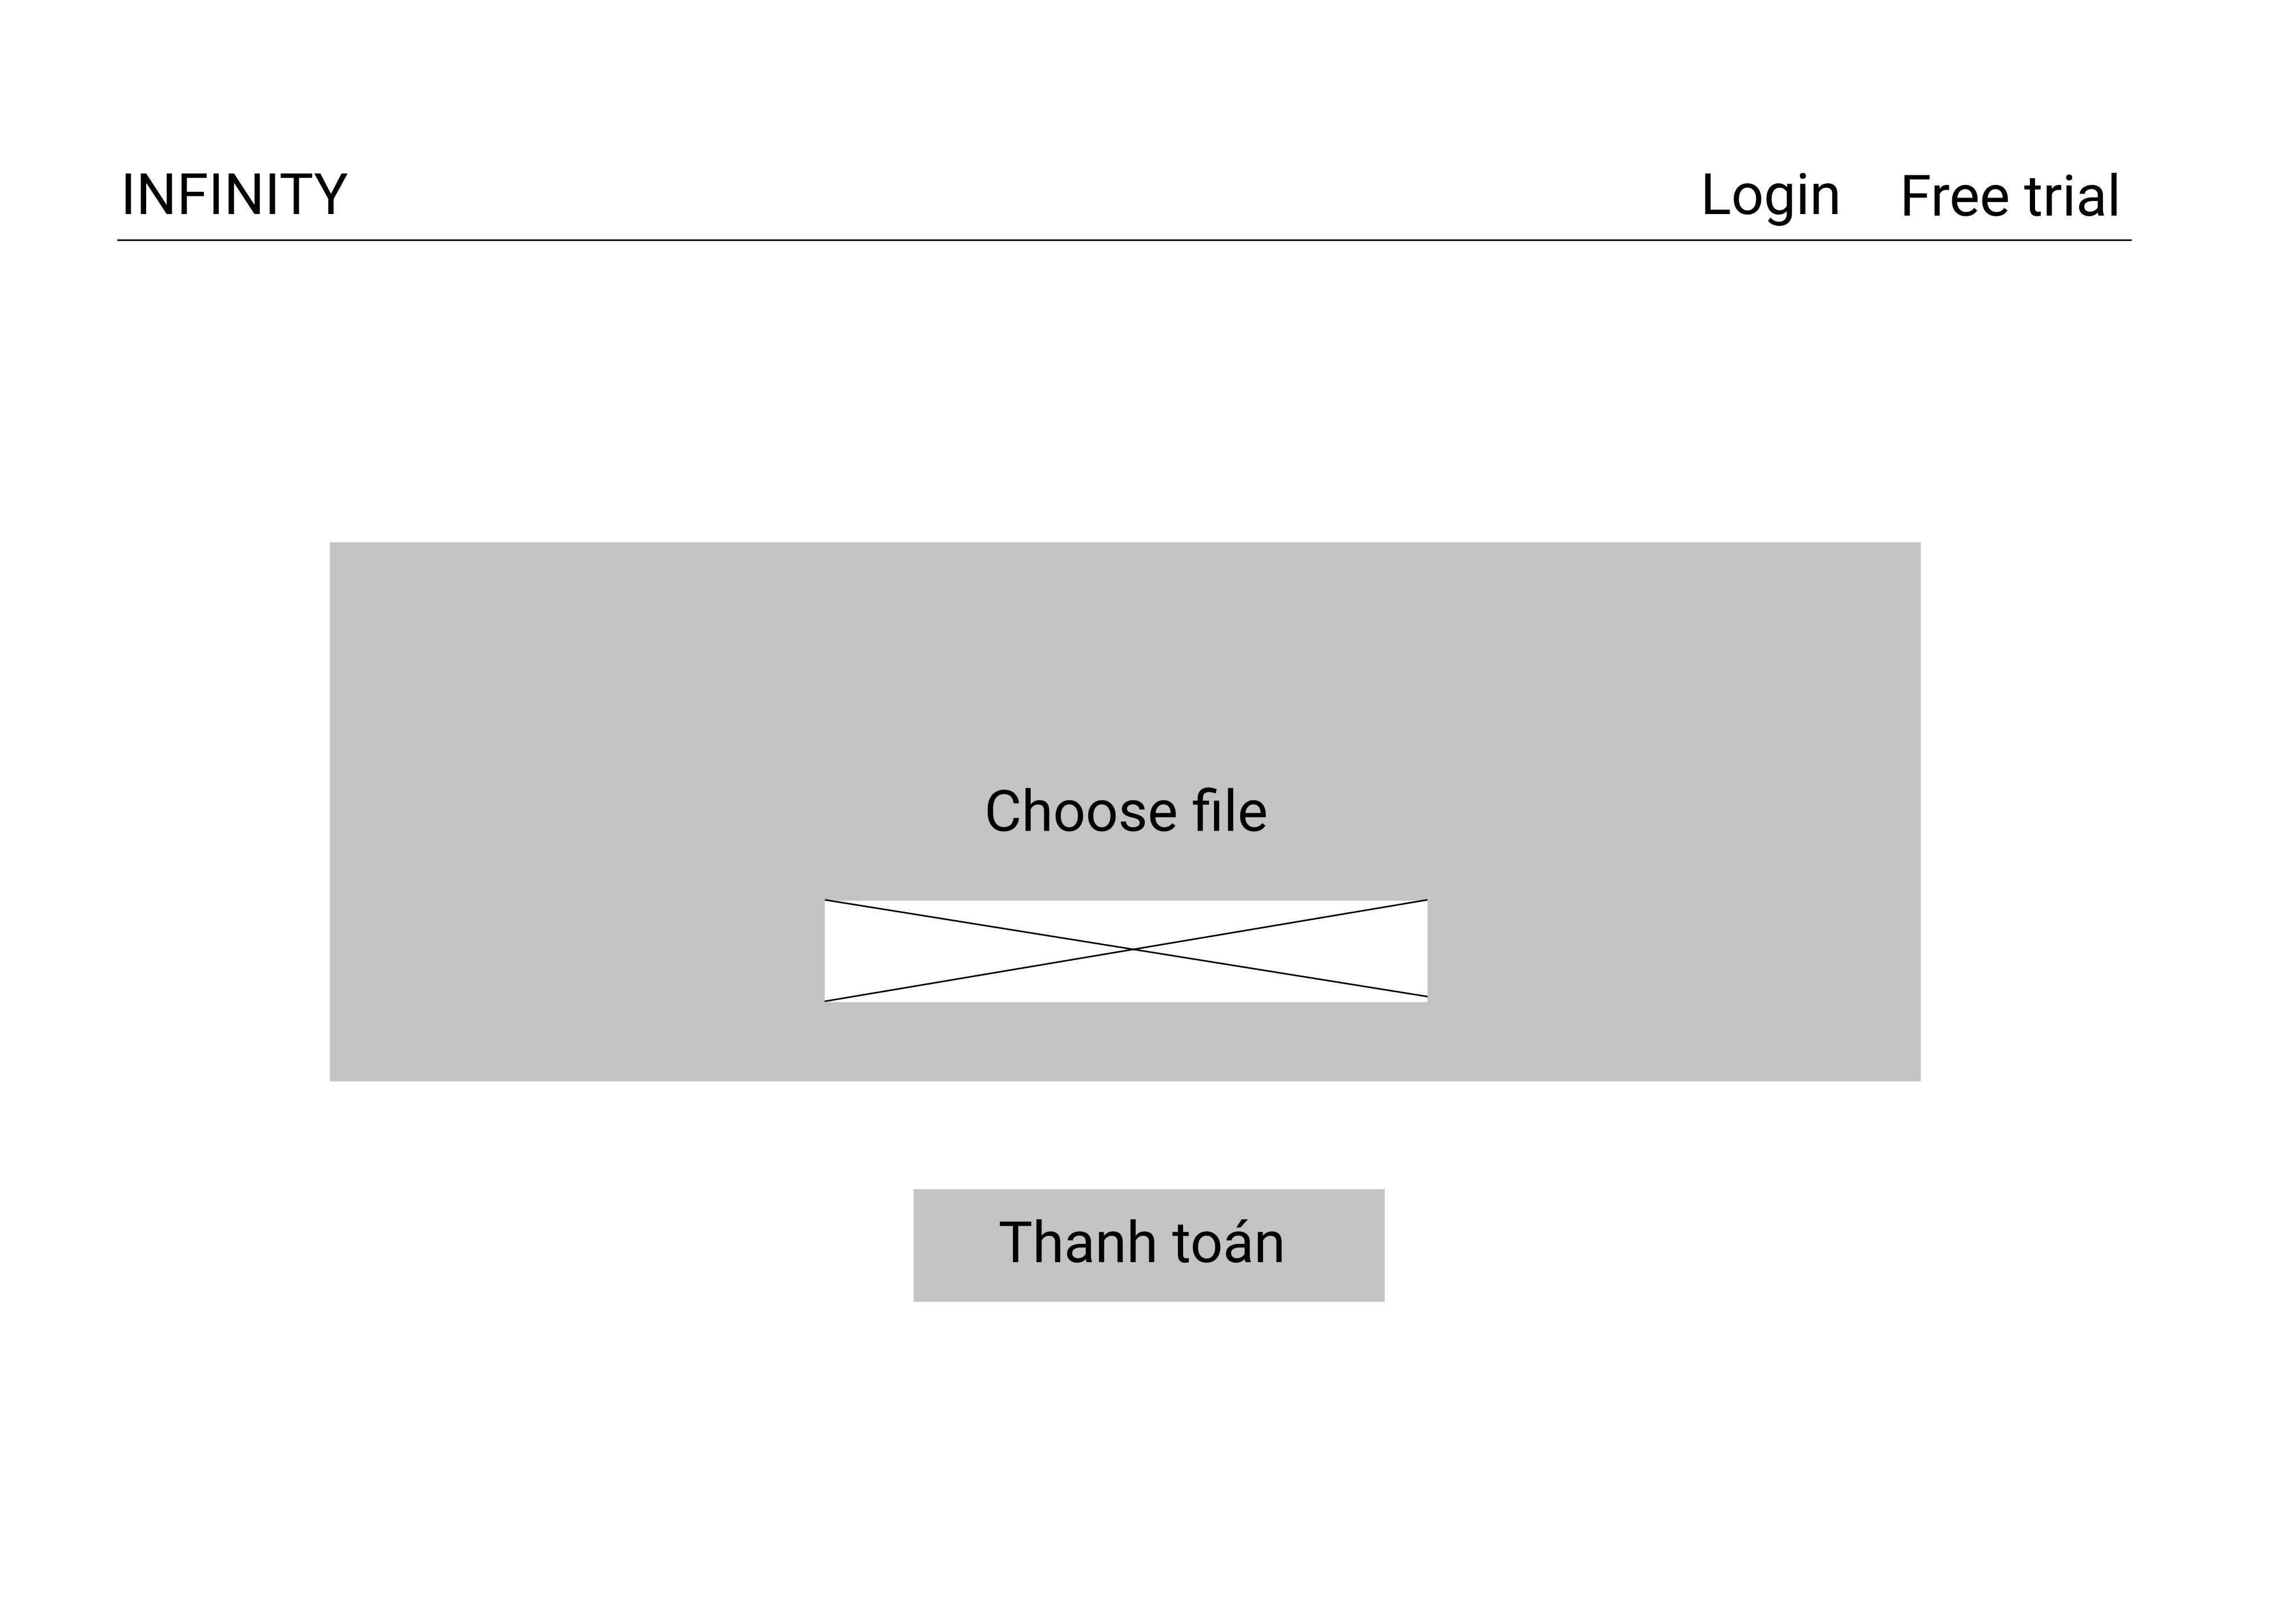 INFINITY
Login
Free trial
Choose file
Thanh toán